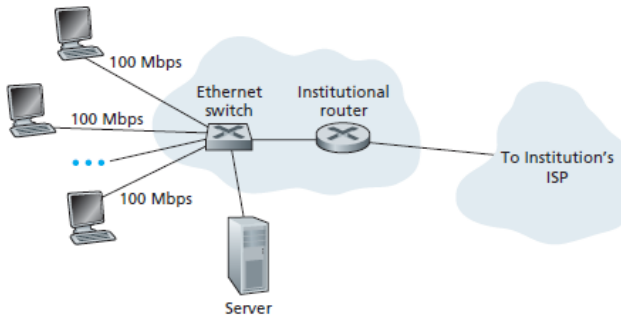 100 Mbps
Ethernet
switch
Institutional
router
100 Mbps
To Institution's
ISP
100 Mbps
Server